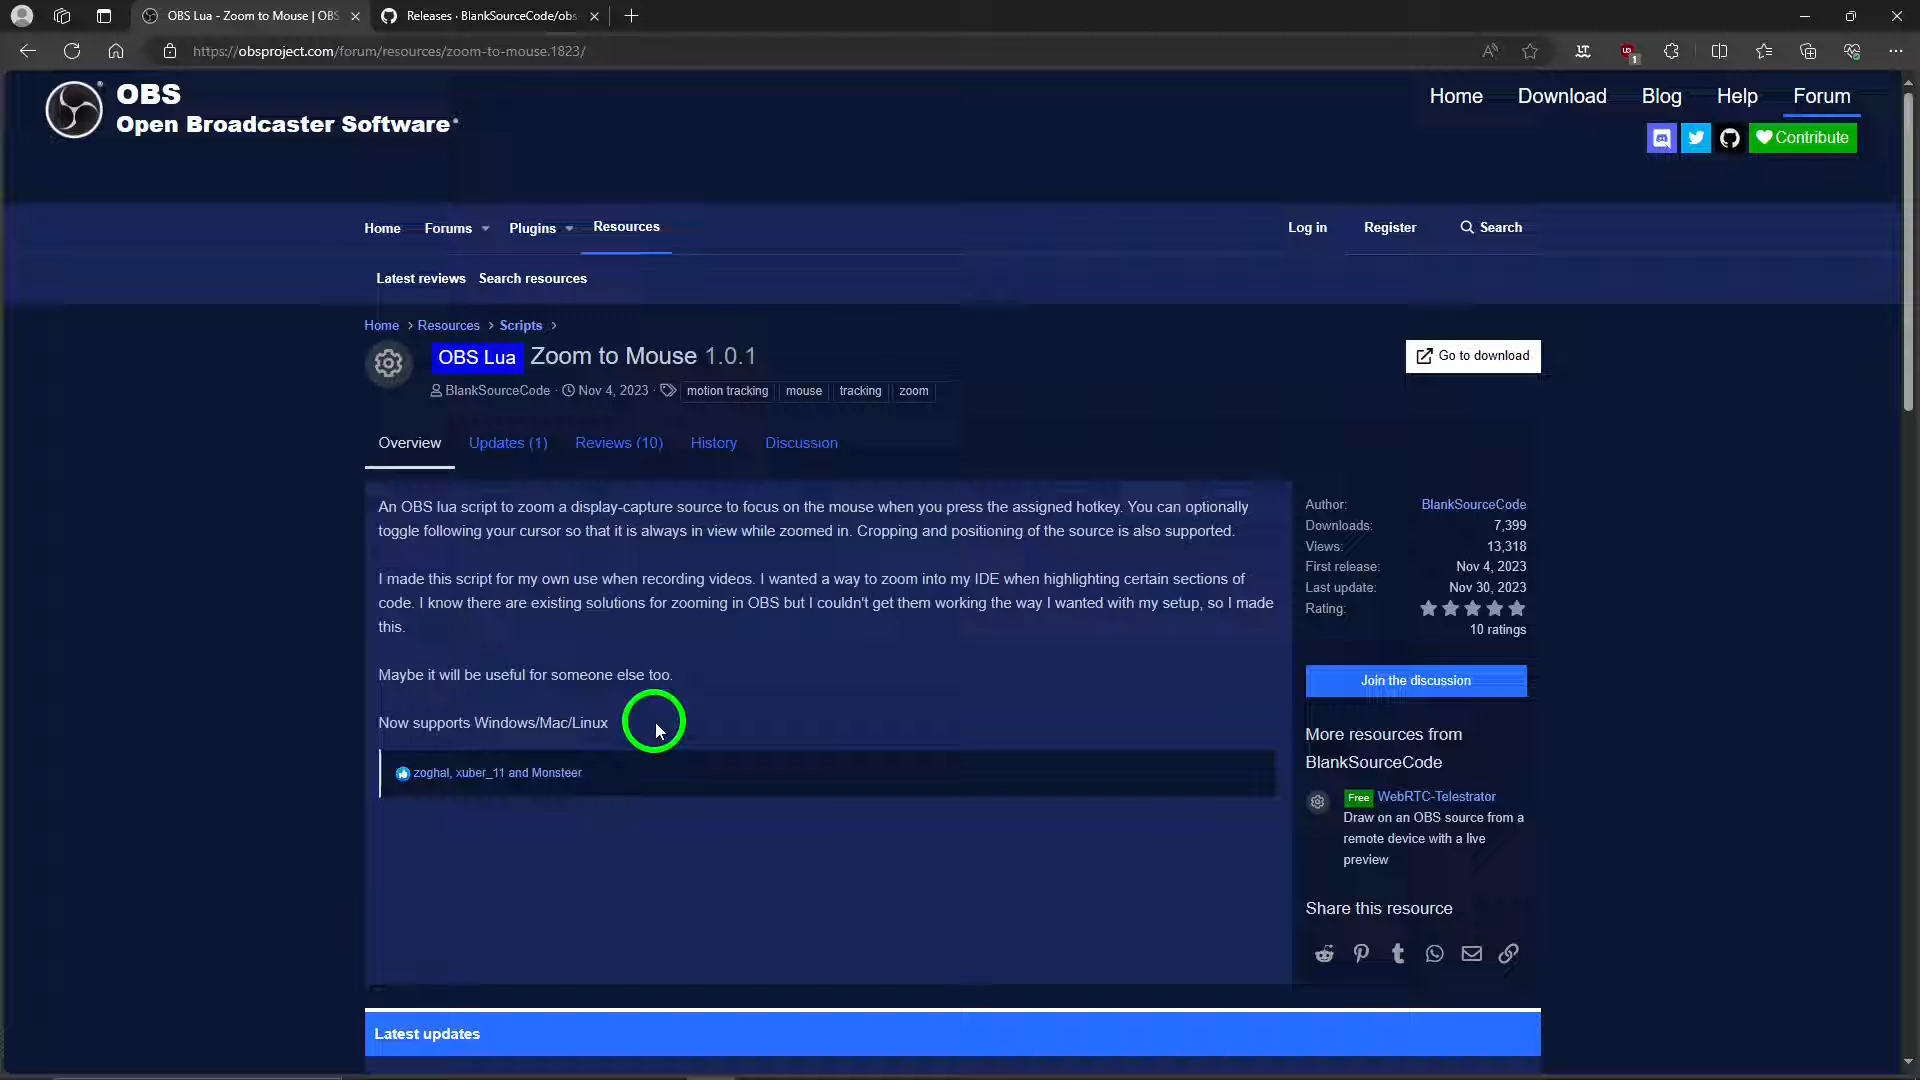 OBS Lua - Zoom to Mouse | OBS
Releases · BlankSourceCode/obs
https://obsproject.com/forum/resources/zoom-to-mouse.1823/
OBS
Open Broadcaster Software
Home Download Blog Help Forum
Contribute
Home Forums Plugins Resources Log in Register Search
Latest reviews Search resources
Home › Resources › Scripts ›
OBS Lua Zoom to Mouse 1.0.1
Go to download
BlankSourceCode · Nov 4, 2023 · motion tracking mouse tracking zoom
Overview Updates (1) Reviews (10) History Discussion
An OBS lua script to zoom a display-capture source to focus on the mouse when you press the assigned hotkey. You can optionally
toggle following your cursor so that it is always in view while zoomed in. Cropping and positioning of the source is also supported.
I made this script for my own use when recording videos. I wanted a way to zoom into my IDE when highlighting certain sections of
code. I know there are existing solutions for zooming in OBS but I couldn't get them working the way I wanted with my setup, so I made
this.
Maybe it will be useful for someone else too.
Now supports Windows/Mac/Linux
zoghal, xuber_11 and Monsteer
Author: BlankSourceCode
Downloads: 7,399
Views: 13,318
First release: Nov 4, 2023
Last update: Nov 30, 2023
Rating:
10 ratings
Join the discussion
More resources from
BlankSourceCode
Free WebRTC-Telestrator
Draw on an OBS source from a
remote device with a live
preview
Share this resource
Latest updates